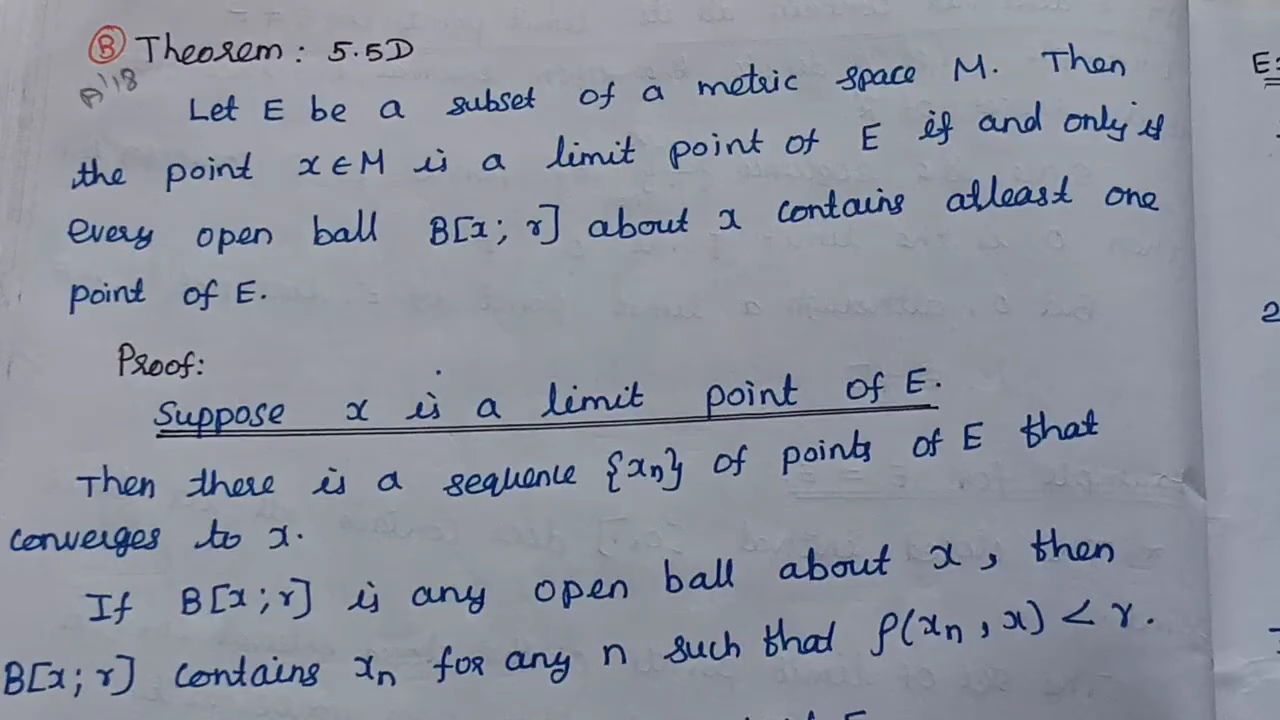 B Theorem: 5.5D
A'18
Let E be a subset of a metric space M. Then
the point x ∈ M is a limit point of E if and only if
every open ball B[x; r] about x contains atleast one
point of E.
Proof:
Suppose x is a limit point of E.
Then there is a sequence {xn} of points of E that
converges to x.
If B[x; r] is any open ball about x, then
B[x; r] contains xn for any n such that ρ(xn, x) < r.
E:
2